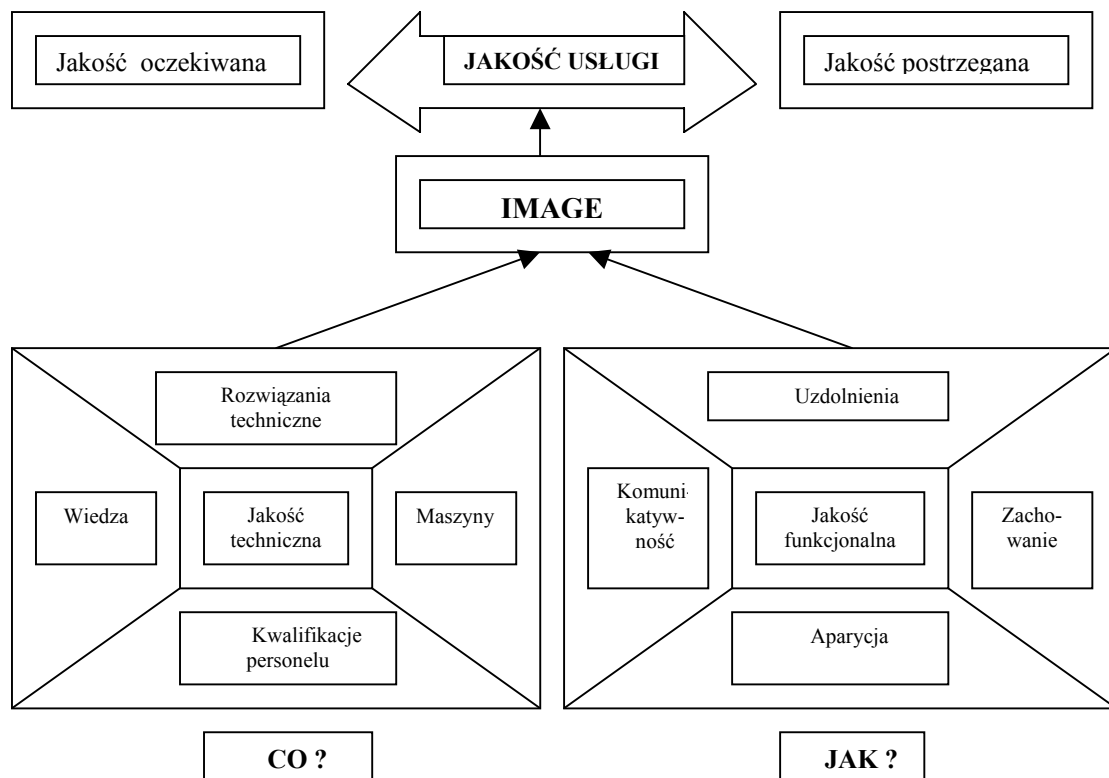 Jakość oczekiwana
JAKOŚĆ USŁUGI
Jakość postrzegana
IMAGE
Rozwiązania
techniczne
Wiedza
Jakość
techniczna
Maszyny
Kwalifikacje
personelu
Uzdolnienia
Komuni-
katyw-
ność
Jakość
funkcjonalna
Zacho-
wanie
Aparycja
CO ?
JAK ?